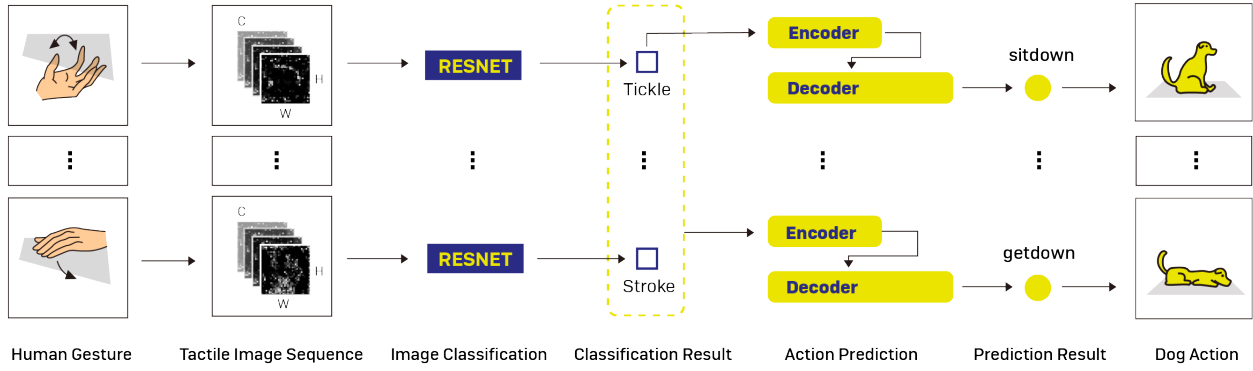 C
H
W
RESNET
Tickle
Encoder
Decoder
sitdown
C
H
W
RESNET
Stroke
Encoder
Decoder
getdown
Human Gesture
Tactile Image Sequence
Image Classification
Classification Result
Action Prediction
Prediction Result
Dog Action